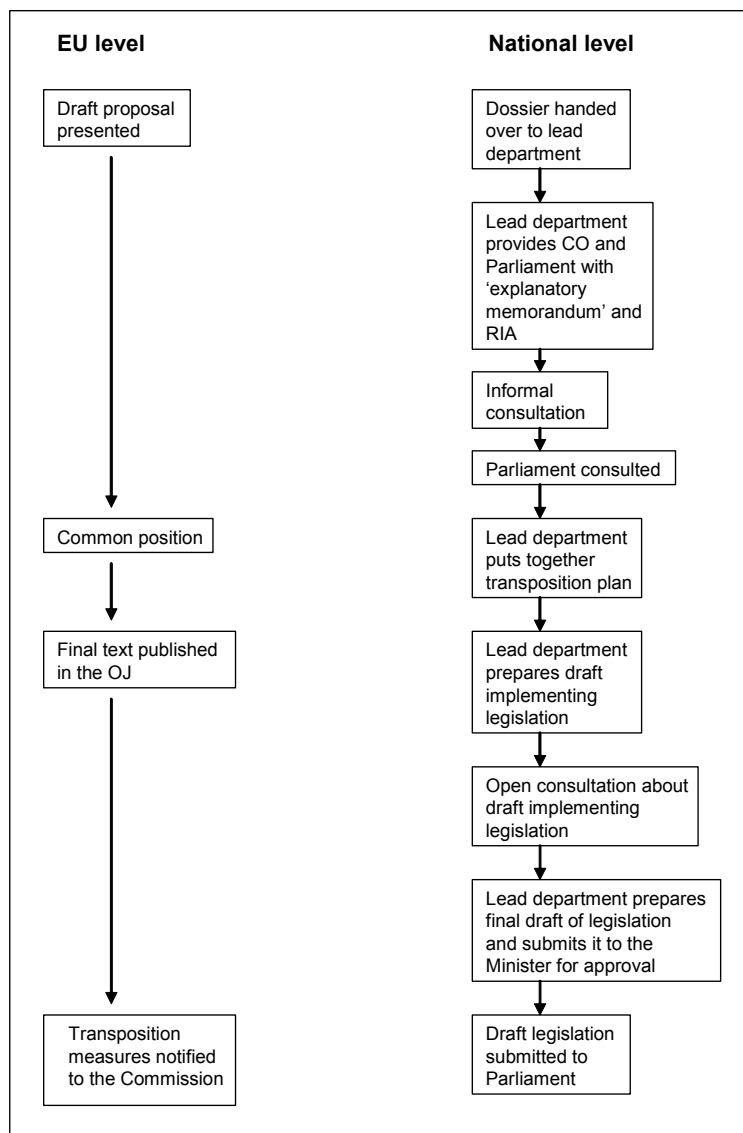 EU level
Draft proposal
presented
Common position
Final text published
in the OJ
Transposition
measures notified
to the Commission
National level
Dossier handed
over to lead
department
Lead department
provides CO and
Parliament with
‘explanatory
memorandum’ and
RIA
Informal
consultation
Parliament consulted
Lead department
puts together
transposition plan
Lead department
prepares draft
implementing
legislation
Open consultation about
draft implementing
legislation
Lead department prepares
final draft of legislation
and submits it to the
Minister for approval
Draft legislation
submitted to
Parliament